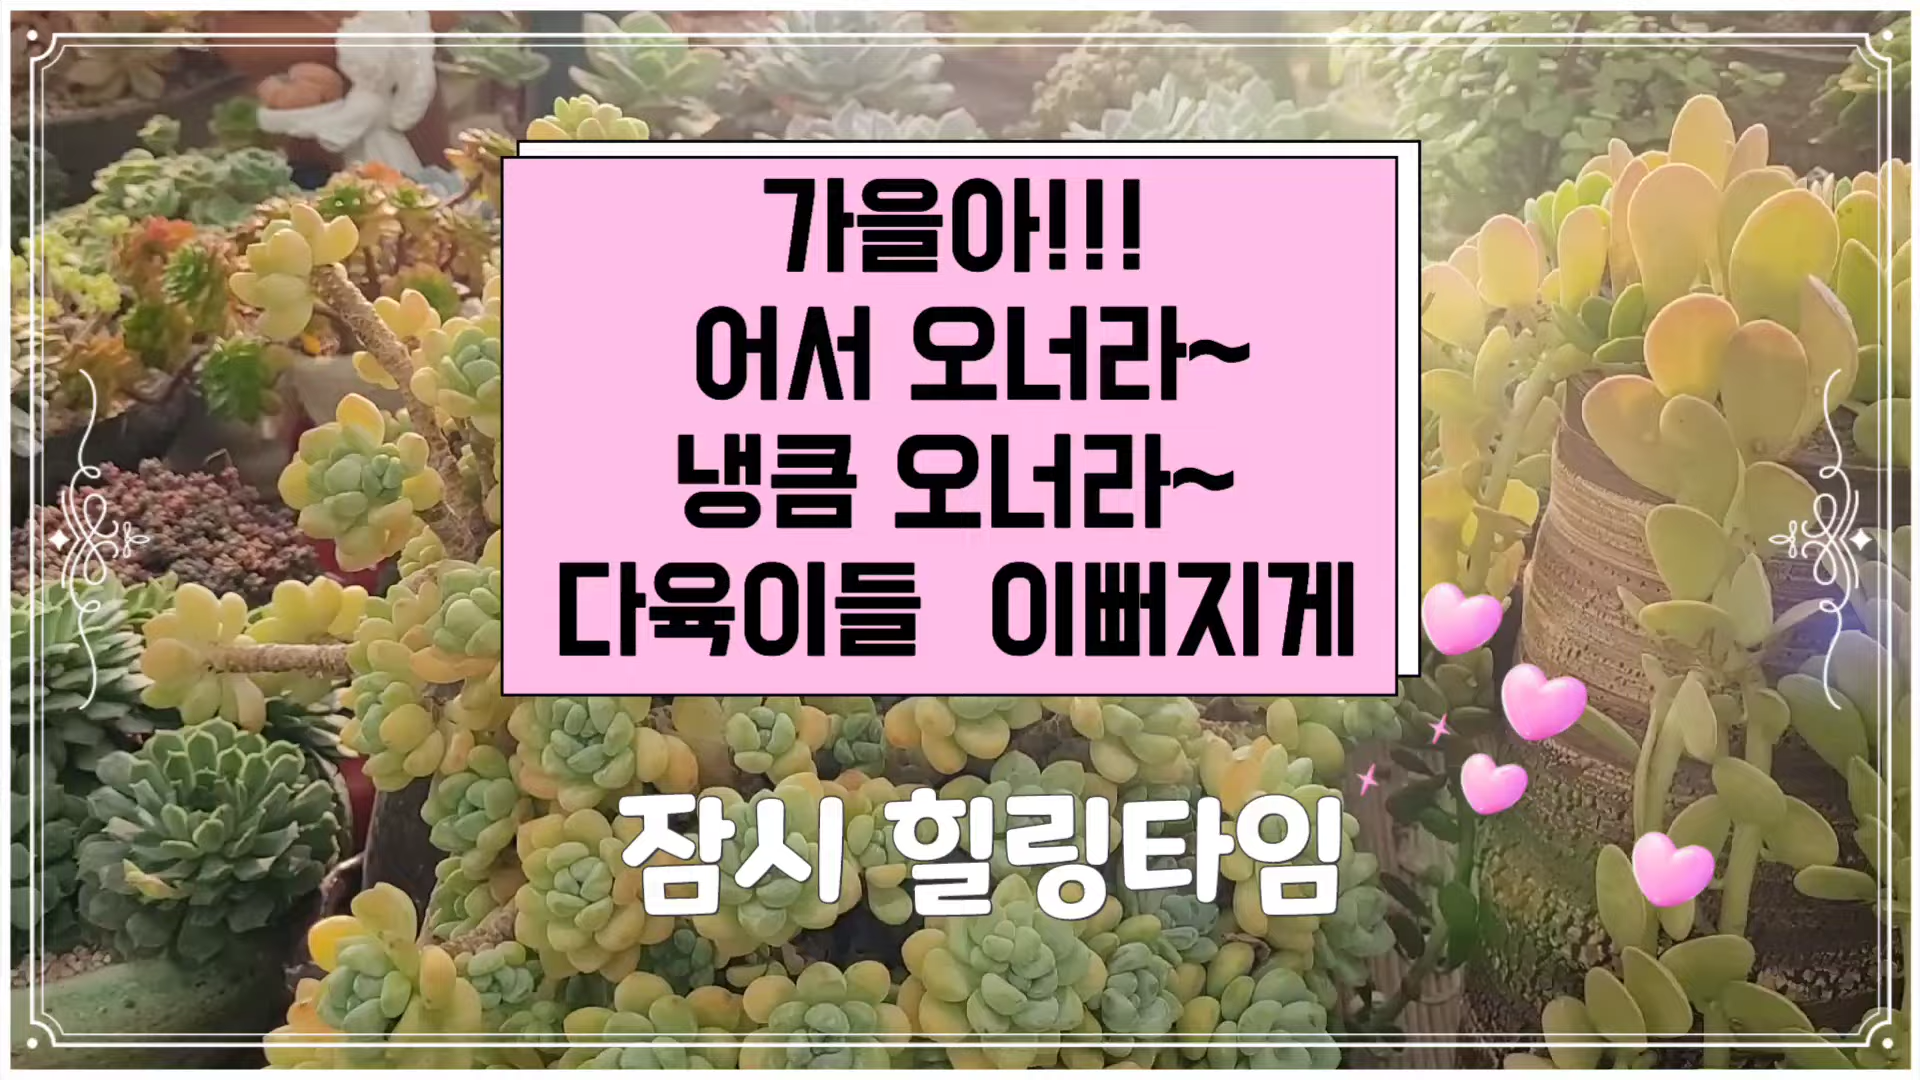 가을아!!!
어서 오너라~
냉큼 오너라~
다육이들 이뻐지게
잠시 힐링타임